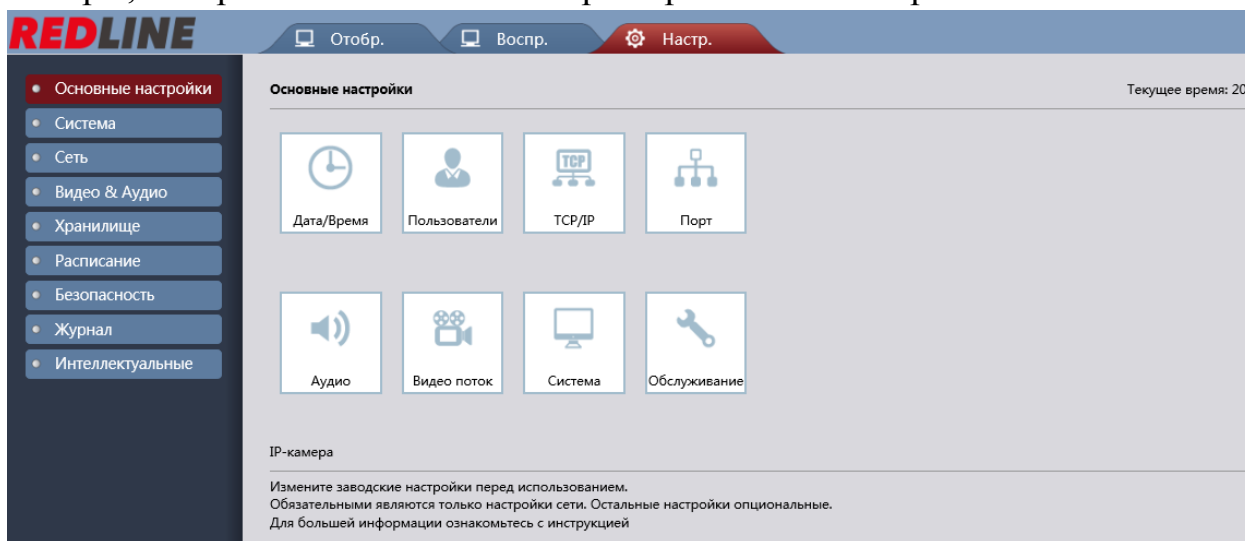 REDLINE
Отобр.
Воспр.
Настр.
Основные настройки
Система
Сеть
Видео & Аудио
Хранилище
Расписание
Безопасность
Журнал
Интеллектуальные
Основные настройки
Текущее время: 20
Дата/Время
Пользователи
TCP
TCP/IP
Порт
Аудио
Видео поток
Система
Обслуживание
IP-камера
Измените заводские настройки перед использованием.
Обязательными являются только настройки сети. Остальные настройки опциональные.
Для большей информации ознакомьтесь с инструкцией